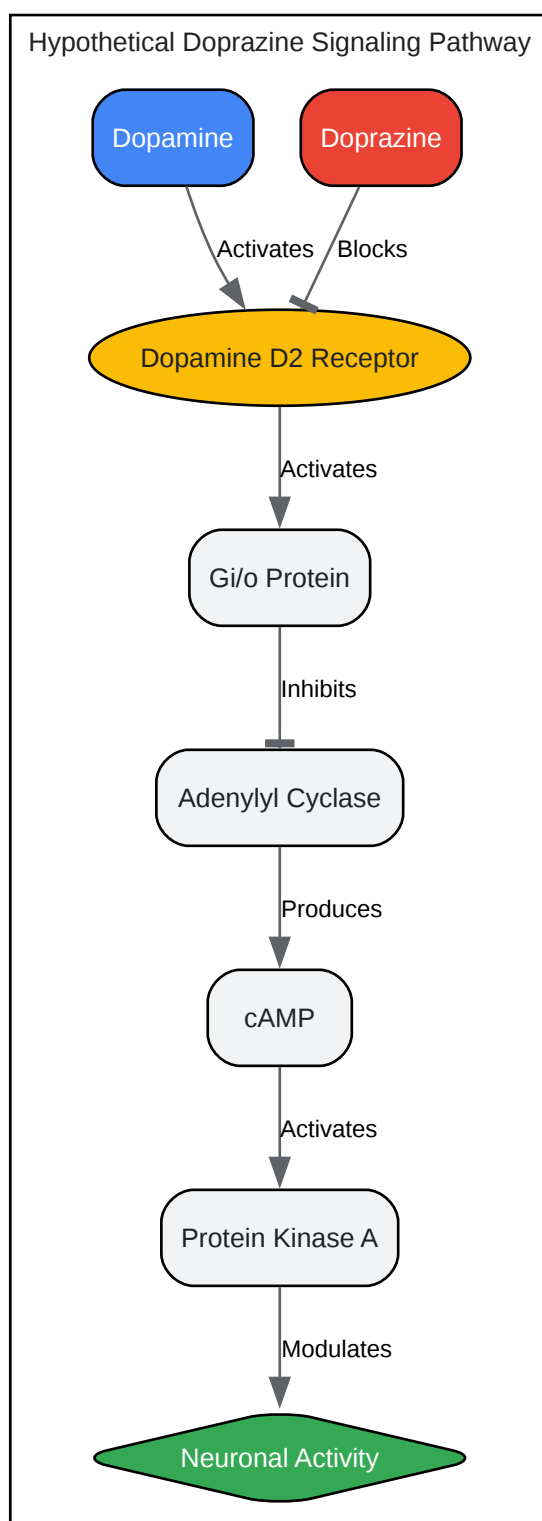 Hypothetical Doprazine Signaling Pathway
Dopamine
Doprazine
Activates
Blocks
Dopamine D2 Receptor
Activates
Gi/o Protein
Inhibits
Adenylyl Cyclase
Produces
cAMP
Activates
Protein Kinase A
Modulates
Neuronal Activity